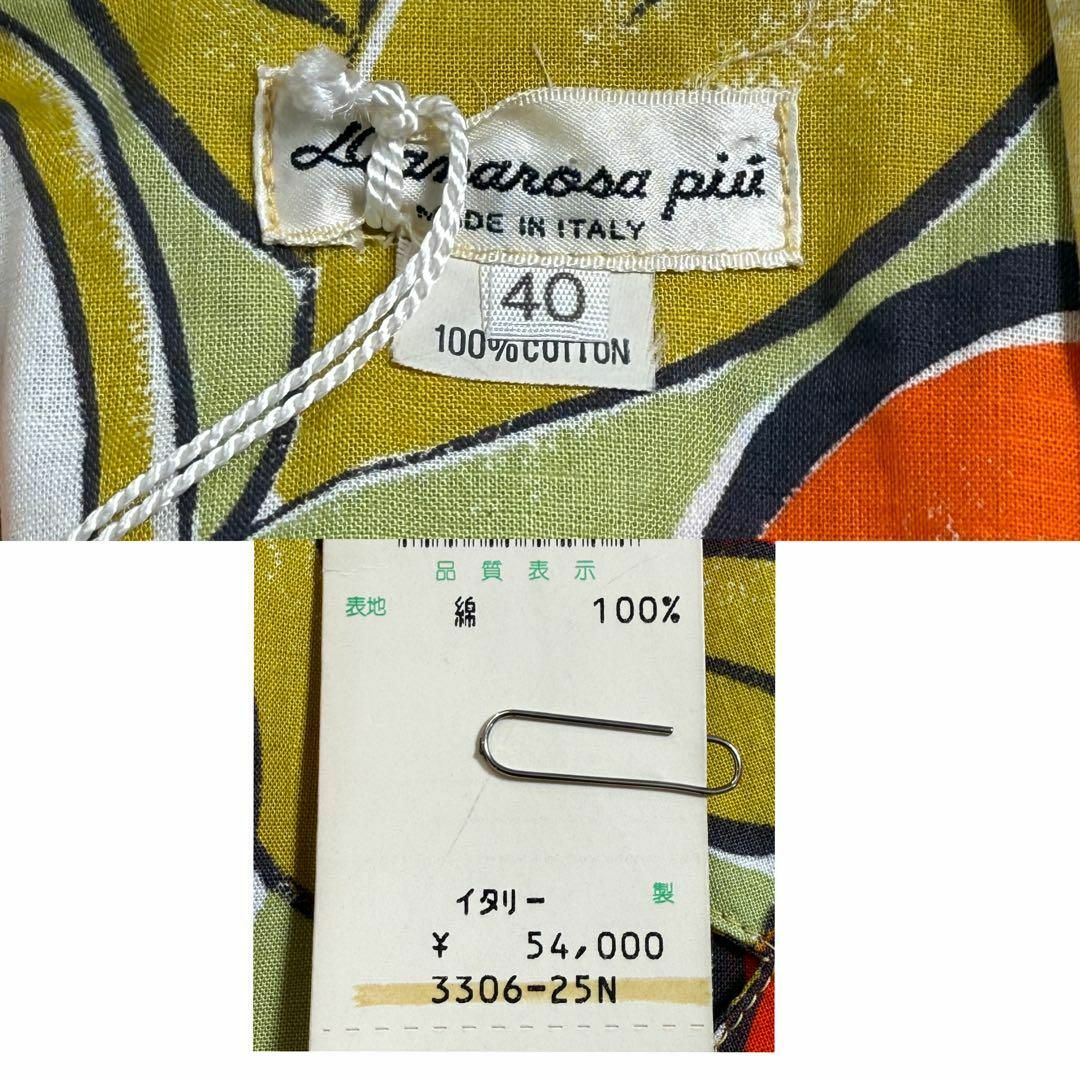 più
MADE IN ITALY
40
100% COTTON
品質表示
表地 綿 100%
イタリー 製
¥ 54,000
3306-25N